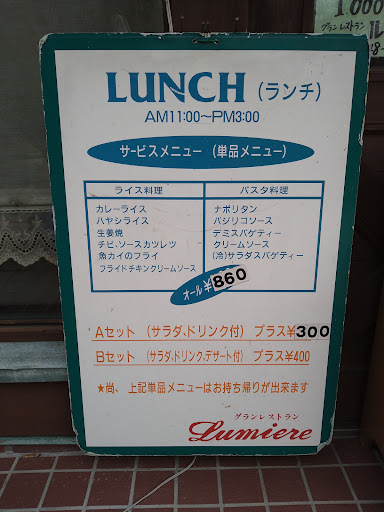 1000
グランレストラン
LUNCH (ランチ)
AM11:00~PM3:00
サービスメニュー (単品メニュー)
ライス料理
カレーライス
ハヤシライス
生姜焼
チビ、ソースカツレツ
魚カイのフライ
フライドチキンクリームソース
パスタ料理
ナポリタン
バジリコソース
デミスパゲティー
クリームソース
(冷)サラダスパゲティー
オール¥860
Aセット (サラダ、ドリンク付) プラス¥300
Bセット (サラダ、ドリンク、デザート付) プラス¥400
★尚、上記単品メニューはお持ち帰りが出来ます
グランレストラン
Lumiere